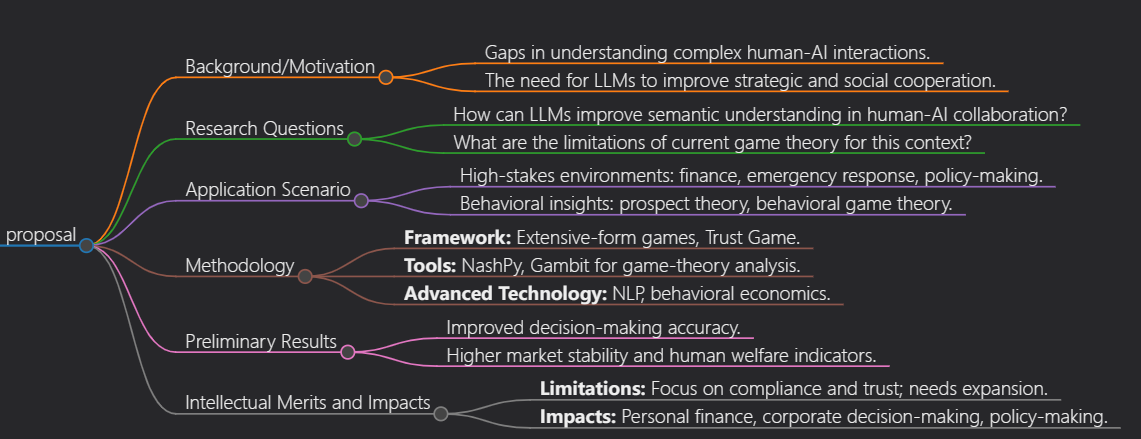 proposal
Background/Motivation
Gaps in understanding complex human-AI interactions.
The need for LLMs to improve strategic and social cooperation.
Research Questions
How can LLMs improve semantic understanding in human-AI collaboration?
What are the limitations of current game theory for this context?
Application Scenario
High-stakes environments: finance, emergency response, policy-making.
Behavioral insights: prospect theory, behavioral game theory.
Methodology
Framework: Extensive-form games, Trust Game.
Tools: NashPy, Gambit for game-theory analysis.
Advanced Technology: NLP, behavioral economics.
Preliminary Results
Improved decision-making accuracy.
Higher market stability and human welfare indicators.
Intellectual Merits and Impacts
Limitations: Focus on compliance and trust; needs expansion.
Impacts: Personal finance, corporate decision-making, policy-making.